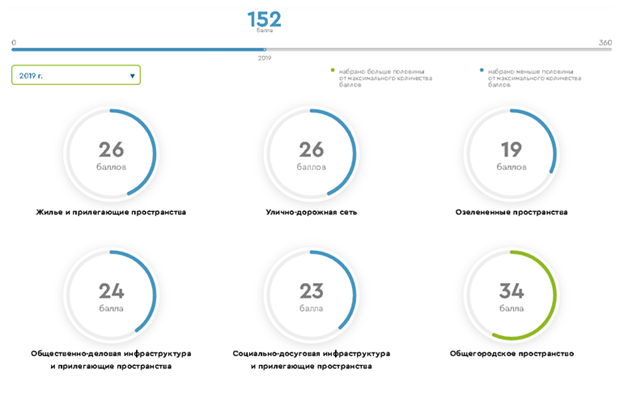 152
балла
0
360
2019
2019 г.
набрано больше половины
от максимального количества
баллов
набрано меньше половины
от максимального количества
баллов
26
баллов
26
баллов
19
баллов
Жилье и прилегающие пространства
Улично-дорожная сеть
Озелененные пространства
24
балла
23
балла
34
балла
Общественно-деловая инфраструктура
и прилегающие пространства
Социально-досуговая инфраструктура
и прилегающие пространства
Общегородское пространство